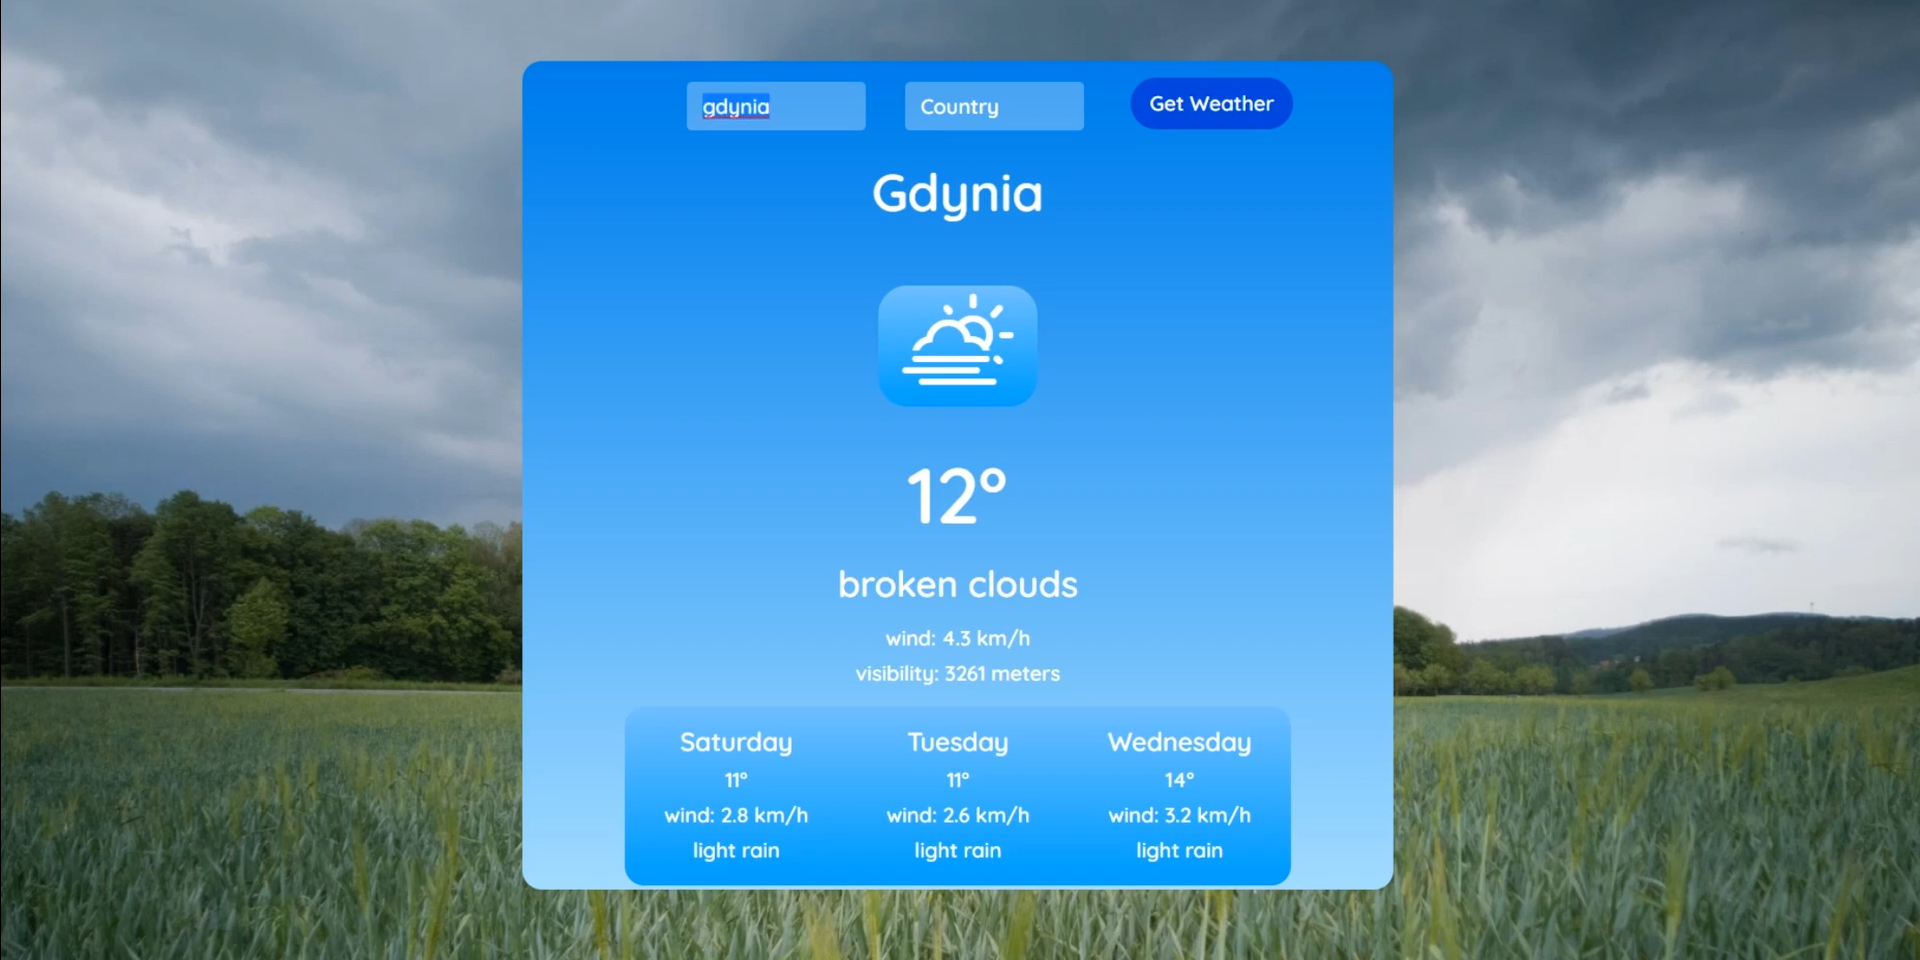 gdynia Country Get Weather
Gdynia
12°
broken clouds
wind: 4.3 km/h
visibility: 3261 meters
Saturday Tuesday Wednesday
11° 11° 14°
wind: 2.8 km/h wind: 2.6 km/h wind: 3.2 km/h
light rain light rain light rain